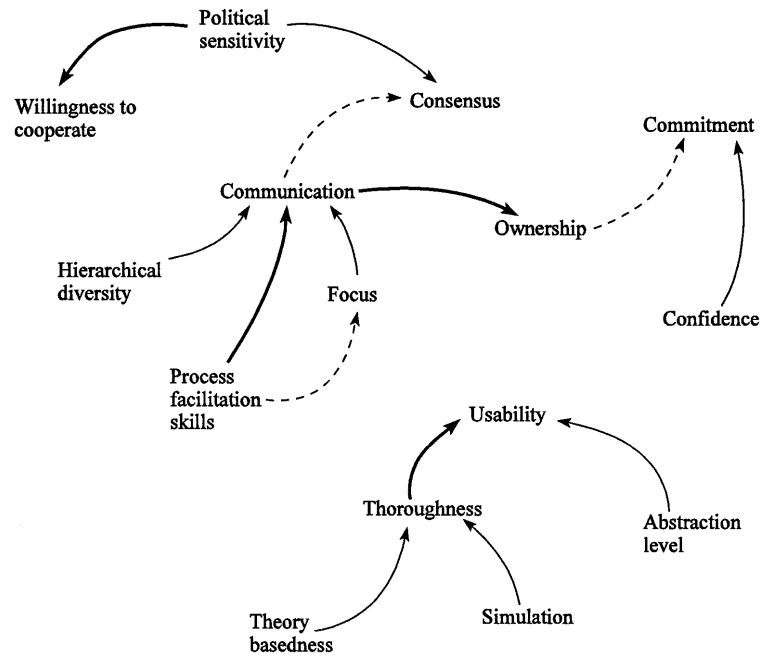 Political
sensitivity
Willingness to
cooperate
Consensus
Commitment
Communication
Ownership
Hierarchical
diversity
Focus
Confidence
Process
facilitation
skills
Usability
Thoroughness
Abstraction
level
Theory
basedness
Simulation